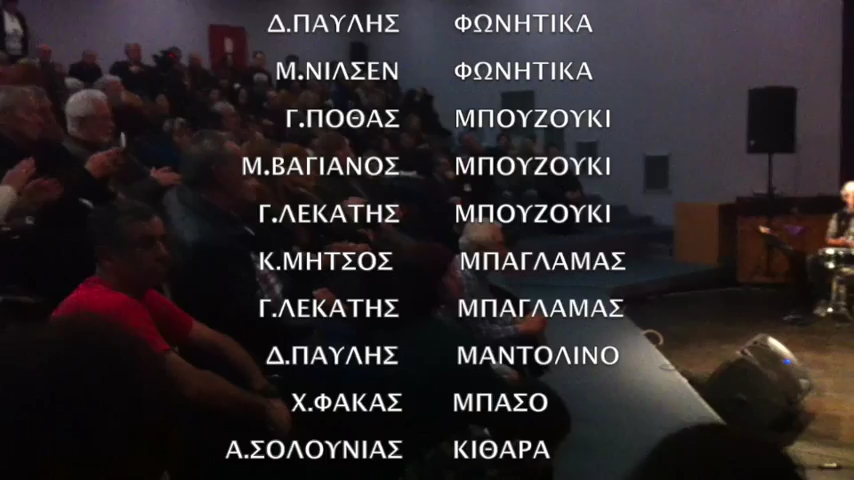 Δ.ΠΑΥΛΗΣ ΦΩΝΗΤΙΚΑ
Μ.ΝΙΛΣΕΝ ΦΩΝΗΤΙΚΑ
Γ.ΠΟΘΑΣ ΜΠΟΥΖΟΥΚΙ
Μ.ΒΑΓΙΑΝΟΣ ΜΠΟΥΖΟΥΚΙ
Γ.ΛΕΚΑΤΗΣ ΜΠΟΥΖΟΥΚΙ
Κ.ΜΗΤΣΟΣ ΜΠΑΓΛΑΜΑΣ
Γ.ΛΕΚΑΤΗΣ ΜΠΑΓΛΑΜΑΣ
Δ.ΠΑΥΛΗΣ ΜΑΝΤΟΛΙΝΟ
Χ.ΦΑΚΑΣ ΜΠΑΣΟ
Α.ΣΟΛΟΥΝΙΑΣ ΚΙΘΑΡΑ